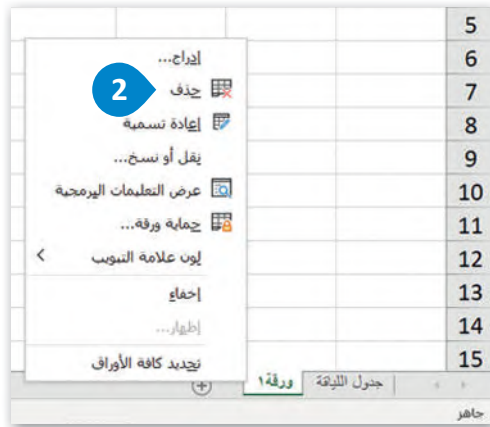 5
6
7
8
9
10
11
12
13
14
15
إدراج...
2
حذف
إعادة تسمية
نقل أو نسخ...
عرض التعليمات البرمجية
حماية ورقة...
لون علامة التبويب
إخفاء
إظهار...
تحديد كافة الأوراق
جدول اللياقة
ورقة١
جاهز